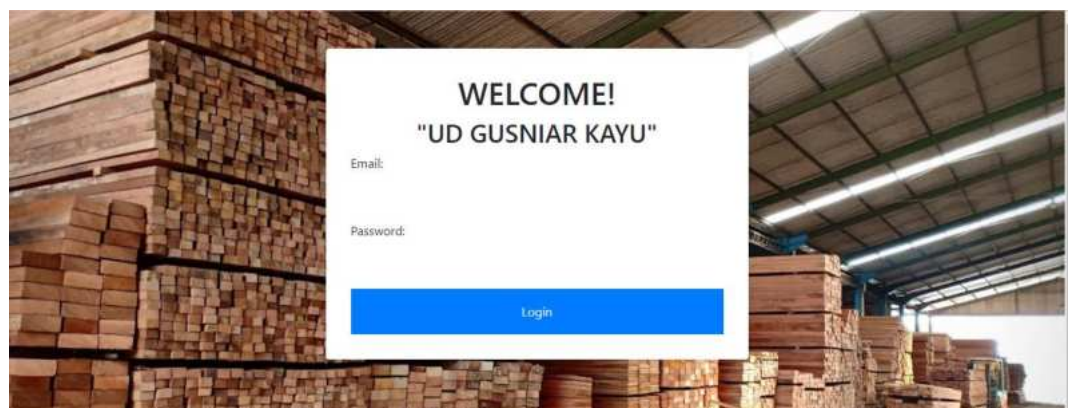 WELCOME!
"UD GUSNIAR KAYU"
Email:
Password:
Login